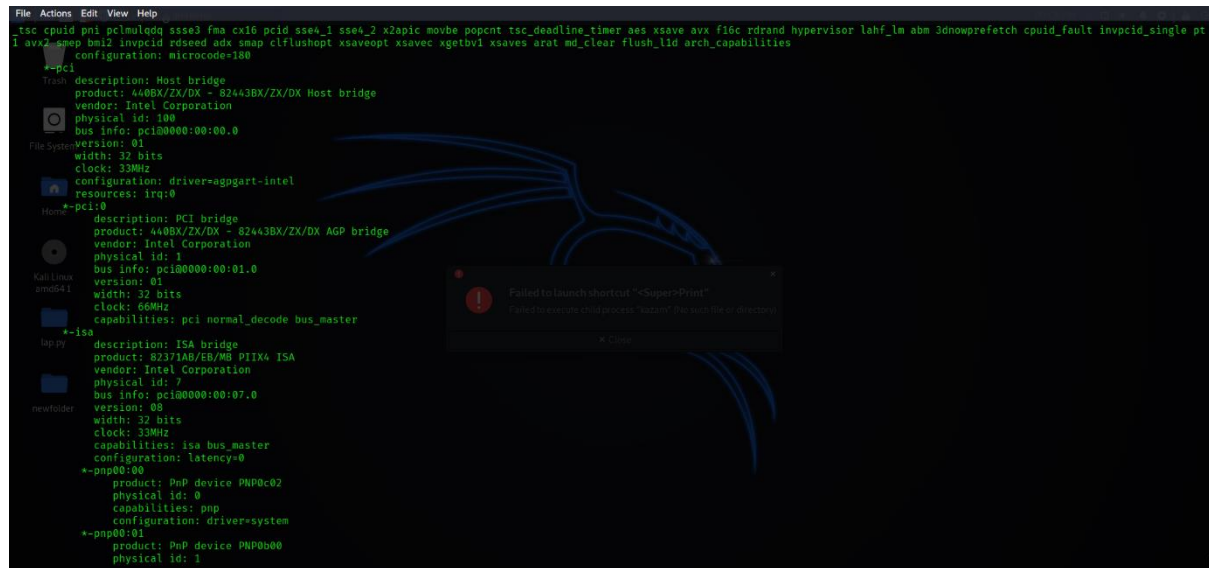 File Actions Edit View Help
_tsc cpuid pni pclmulqdq ssse3 fma cx16 pcid sse4_1 sse4_2 x2apic movbe popcnt tsc_deadline_timer aes xsave avx f16c rdrand hypervisor lahf_lm abm 3dnowprefetch cpuid_fault invpcid_single pt
1 avx2 smep bmi2 invpcid rdseed adx smap clflushopt xsaveopt xsavec xgetbv1 xsaves arat md_clear flush_l1d arch_capabilities
configuration: microcode=180
*-pci
Trash
description: Host bridge
product: 440BX/ZX/DX - 82443BX/ZX/DX Host bridge
vendor: Intel Corporation
physical id: 100
bus info: pci@0000:00:00.0
File System
version: 01
width: 32 bits
clock: 33MHz
configuration: driver=agpgart-intel
resources: irq:0
Home
*-pci:0
description: PCI bridge
product: 440BX/ZX/DX - 82443BX/ZX/DX AGP bridge
vendor: Intel Corporation
physical id: 1
bus info: pci@0000:00:01.0
Kali Linux
amd64 1
version: 01
width: 32 bits
clock: 66MHz
capabilities: pci normal_decode bus_master
*-isa
lap.py
description: ISA bridge
product: 82371AB/EB/MB PIIX4 ISA
vendor: Intel Corporation
physical id: 7
bus info: pci@0000:00:07.0
newfolder
version: 08
width: 32 bits
clock: 33MHz
capabilities: isa bus_master
configuration: latency=0
*-pnp00:00
product: PnP device PNP0c02
physical id: 0
capabilities: pnp
configuration: driver=system
*-pnp00:01
product: PnP device PNP0b00
physical id: 1
Failed to launch shortcut "<Super>Print"
Failed to execute child process "kazam" (No such file or directory)
× Close